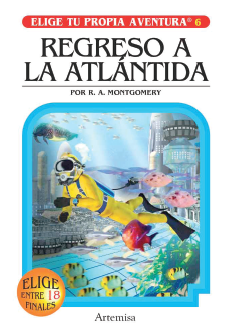 ELIGE TU PROPIA AVENTURA® 6
REGRESO A
LA ATLÁNTIDA
POR R. A. MONTGOMERY
ELIGE
ENTRE 18
FINALES
Artemisa